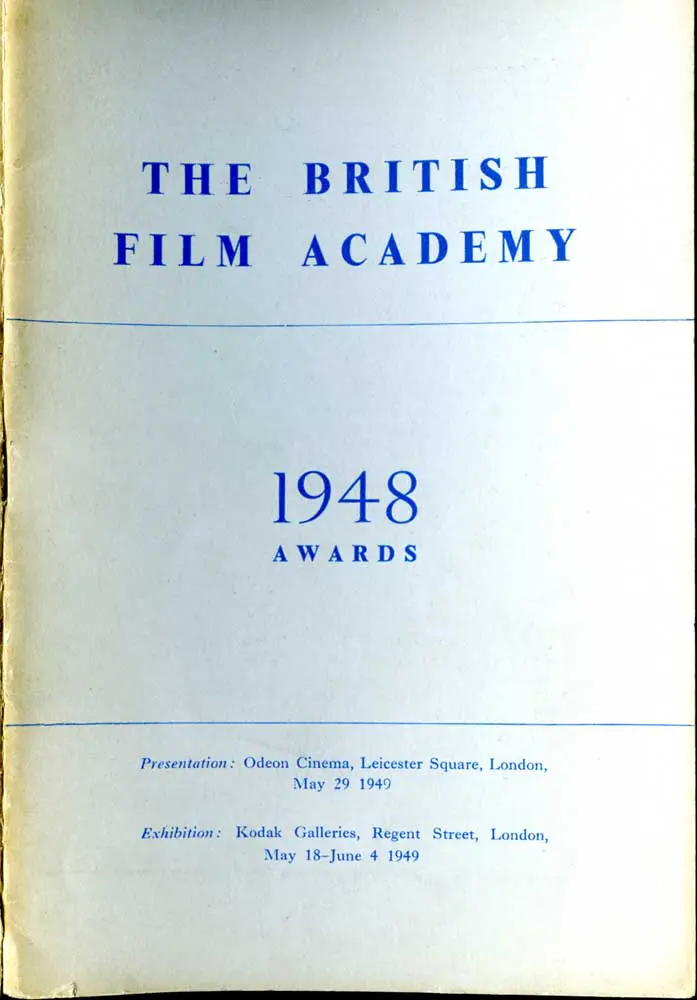 THE BRITISH
FILM ACADEMY
1948
AWARDS
Presentation: Odeon Cinema, Leicester Square, London,
May 29 1949
Exhibition: Kodak Galleries, Regent Street, London,
May 18–June 4 1949